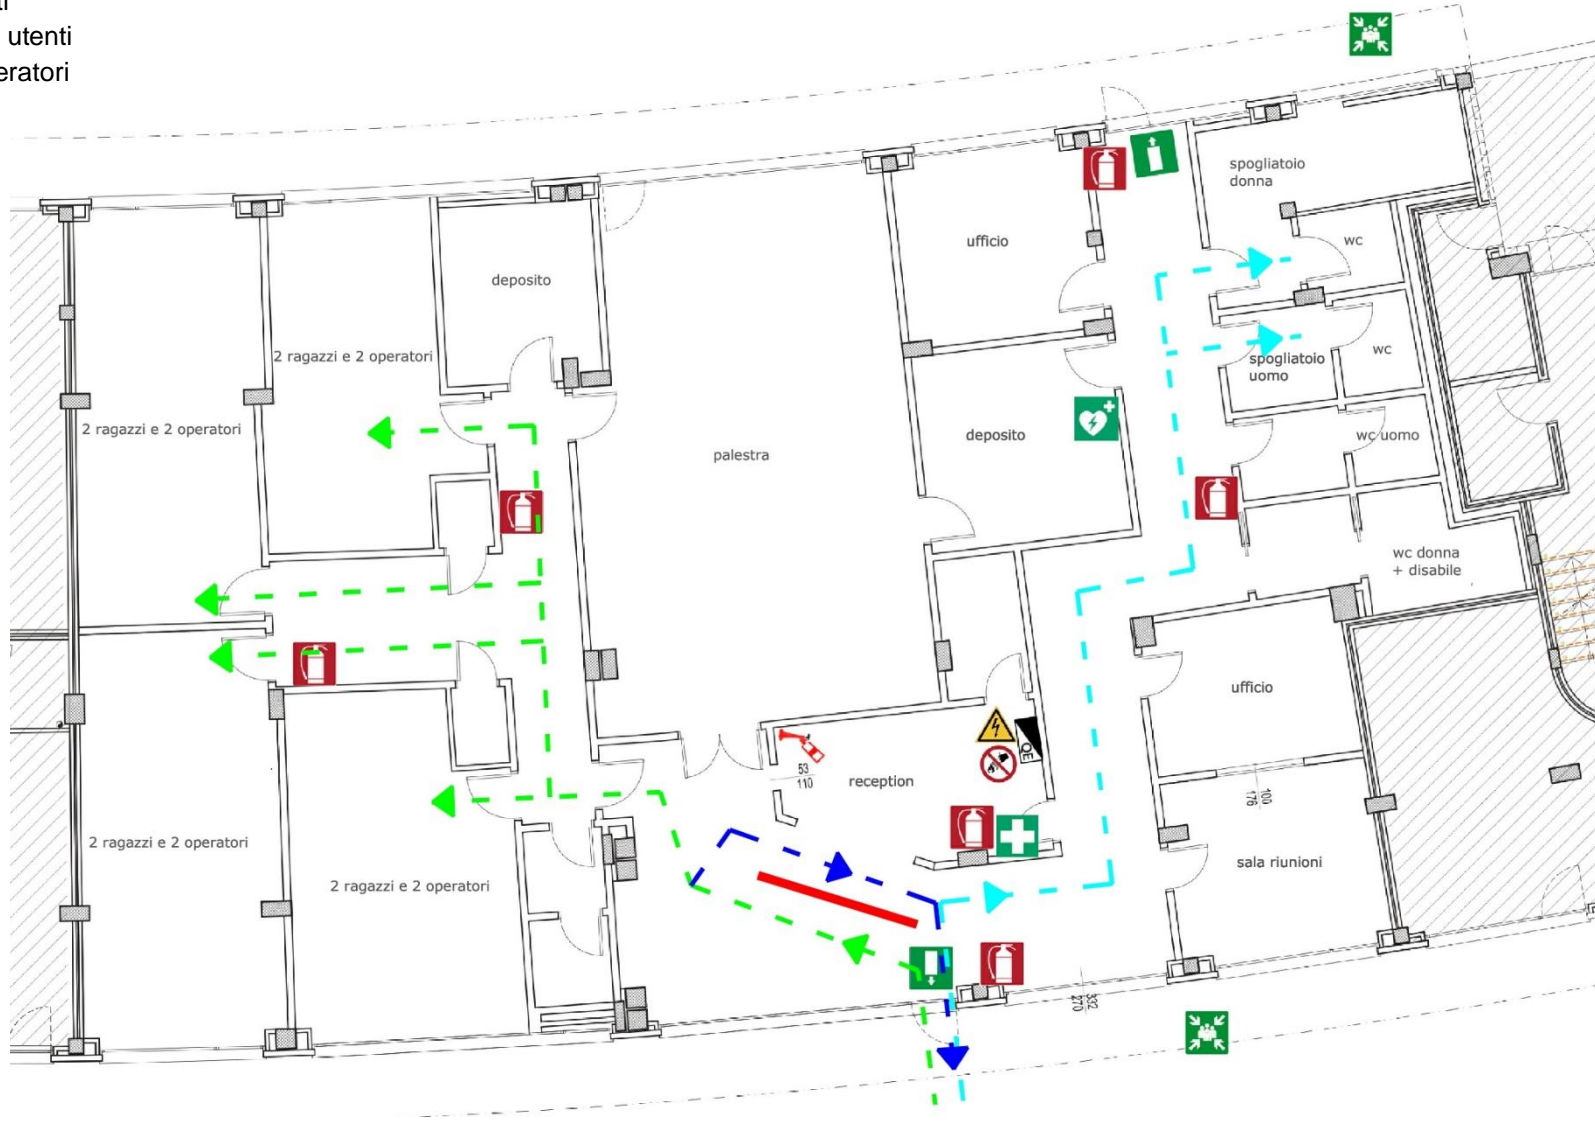 utenti
spogliatoio
donna
wc
ufficio
deposito
2 ragazzi e 2 operatori
spogliatoio
uomo
wc
2 ragazzi e 2 operatori
palestra
deposito
wc uomo
wc donna
+ disabile
ufficio
QE
53
110
reception
100
176
2 ragazzi e 2 operatori
2 ragazzi e 2 operatori
sala riunioni
332
270